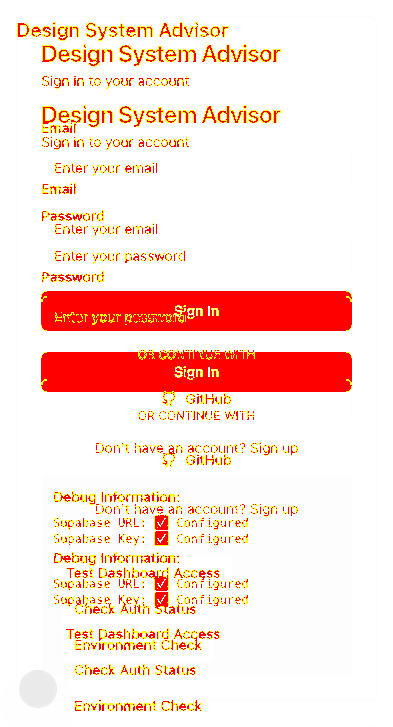 Design System Advisor
Design System Advisor
Sign in to your account
Design System Advisor
Email
Sign in to your account
Enter your email
Email
Password
Enter your email
Enter your password
Password
Sign In
Enter your password
OR CONTINUE WITH
Sign In
GitHub
OR CONTINUE WITH
Don't have an account? Sign up
GitHub
Debug Information:
Don't have an account? Sign up
Supabase URL: ✓ Configured
Supabase Key: ✓ Configured
Debug Information:
Test Dashboard Access
Supabase URL: ✓ Configured
Supabase Key: ✓ Configured
Check Auth Status
Test Dashboard Access
Environment Check
Check Auth Status
Environment Check